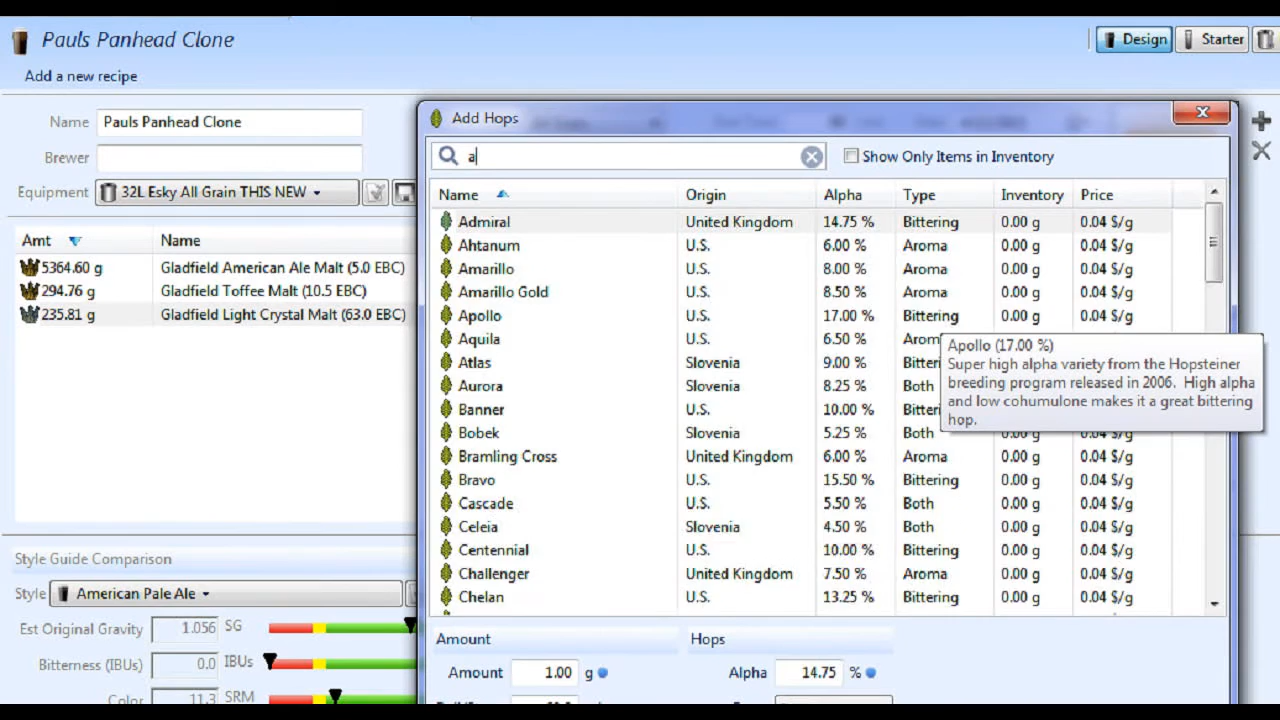 Pauls Panhead Clone
Design
Starter
Add a new recipe
Name Pauls Panhead Clone
Brewer
Equipment 32L Esky All Grain THIS NEW
Amt Name
5364.60 g Gladfield American Ale Malt (5.0 EBC)
294.76 g Gladfield Toffee Malt (10.5 EBC)
235.81 g Gladfield Light Crystal Malt (63.0 EBC)
Style Guide Comparison
Style American Pale Ale
Est Original Gravity 1.056 SG
Bitterness (IBUs) 0.0 IBUs
Color 11.3 SRM
Add Hops
a
Show Only Items in Inventory
Name Origin Alpha Type Inventory Price
Admiral United Kingdom 14.75 % Bittering 0.00 g 0.04 $/g
Ahtanum U.S. 6.00 % Aroma 0.00 g 0.04 $/g
Amarillo U.S. 8.00 % Aroma 0.00 g 0.04 $/g
Amarillo Gold U.S. 8.50 % Aroma 0.00 g 0.04 $/g
Apollo U.S. 17.00 % Bittering 0.00 g 0.04 $/g
Aquila U.S. 6.50 % Arom
Atlas Slovenia 9.00 % Bitteri
Aurora Slovenia 8.25 % Both
Banner U.S. 10.00 % Bitteri
Bobek Slovenia 5.25 % Both 0.00 g 0.04 $/g
Bramling Cross United Kingdom 6.00 % Aroma 0.00 g 0.04 $/g
Bravo U.S. 15.50 % Bittering 0.00 g 0.04 $/g
Cascade U.S. 5.50 % Both 0.00 g 0.04 $/g
Celeia Slovenia 4.50 % Both 0.00 g 0.04 $/g
Centennial U.S. 10.00 % Bittering 0.00 g 0.04 $/g
Challenger United Kingdom 7.50 % Aroma 0.00 g 0.04 $/g
Chelan U.S. 13.25 % Bittering 0.00 g 0.04 $/g
Apollo (17.00 %)
Super high alpha variety from the Hopsteiner
breeding program released in 2006. High alpha
and low cohumulone makes it a great bittering
hop.
Amount Hops
Amount 1.00 g Alpha 14.75 %